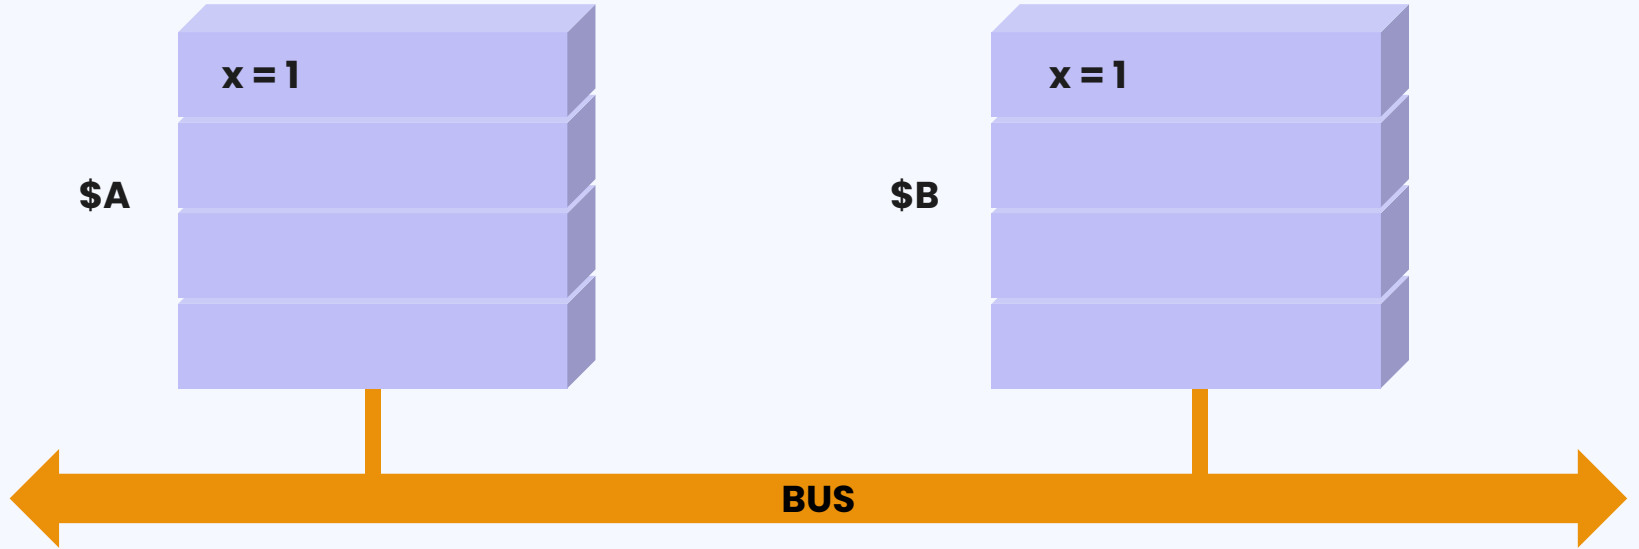 x = 1
x = 1
$A
$B
BUS